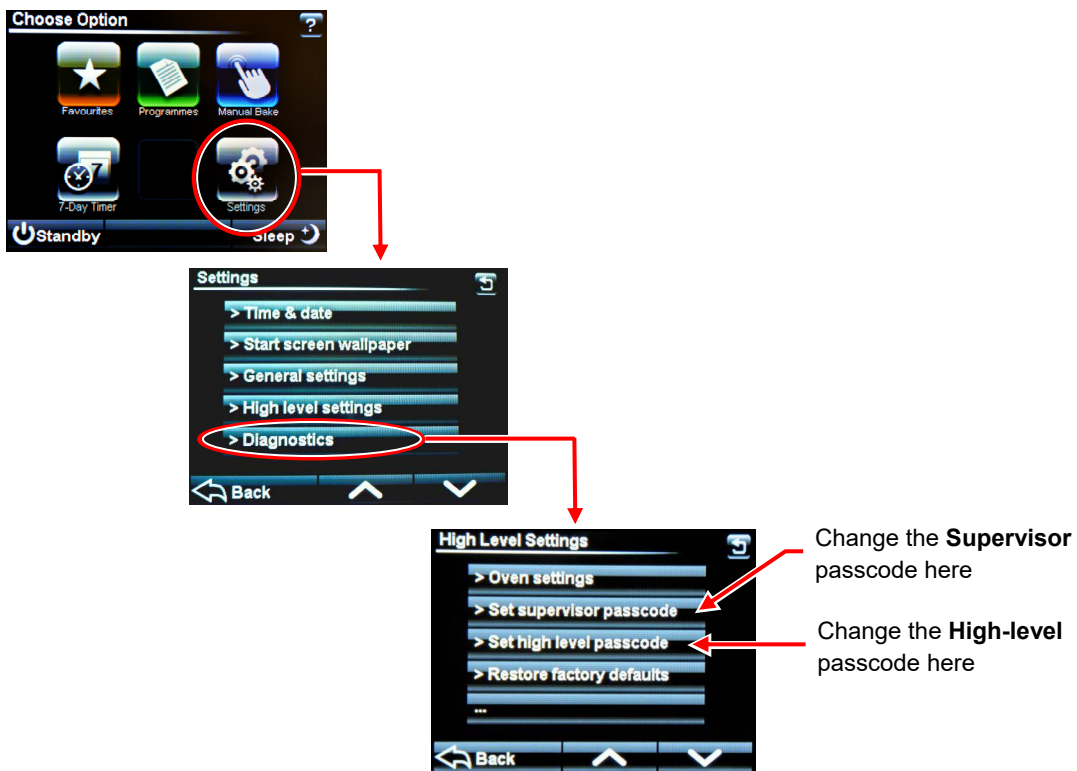 Choose Option
?
Favourites
Programmes
Manual Bake
7
7-Day Timer
Settings
Standby
Sleep
Settings
> Time & date
> Start screen wallpaper
> General settings
> High level settings
> Diagnostics
Back
High Level Settings
> Oven settings
> Set supervisor passcode
> Set high level passcode
> Restore factory defaults
...
Back
Change the Supervisor
passcode here
Change the High-level
passcode here